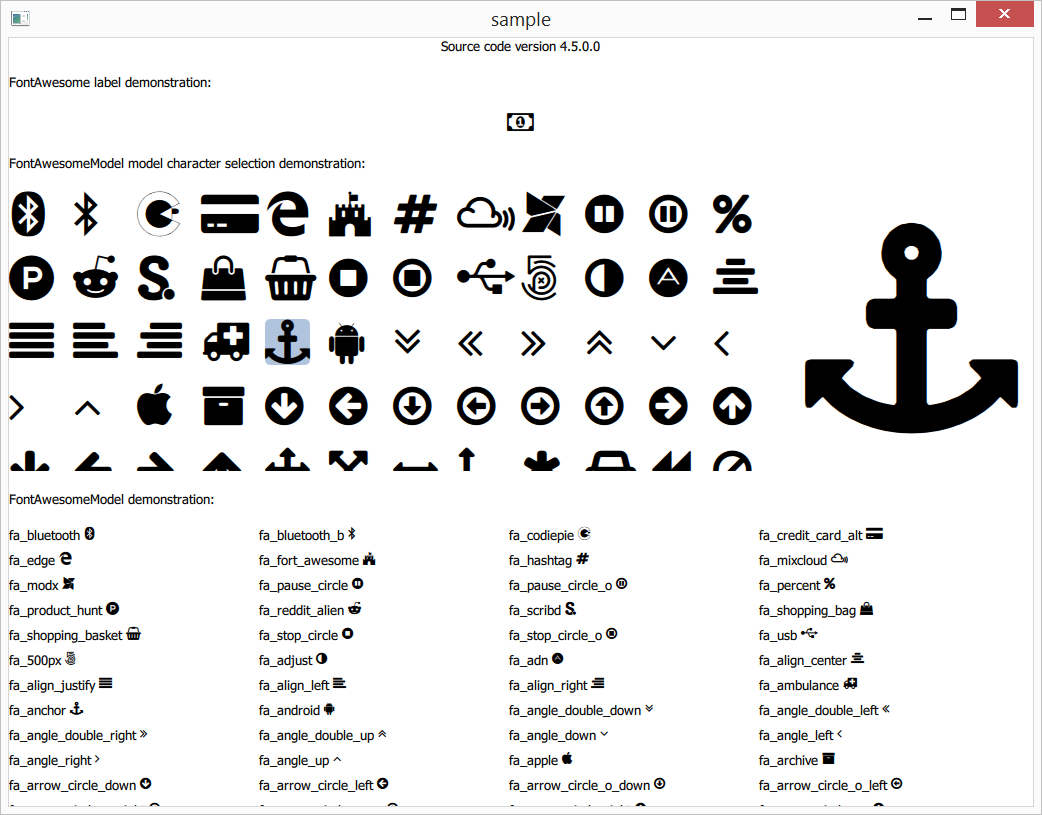 sample
Source code version 4.5.0.0
FontAwesome label demonstration:
FontAwesomeModel model character selection demonstration:
FontAwesomeModel demonstration:
fa_bluetooth fa_bluetooth_b fa_codiepie fa_credit_card_alt
fa_edge fa_fort_awesome fa_hashtag fa_mixcloud
fa_modx fa_pause_circle fa_pause_circle_o fa_percent
fa_product_hunt fa_reddit_alien fa_scribd fa_shopping_bag
fa_shopping_basket fa_stop_circle fa_stop_circle_o fa_usb
fa_500px fa_adjust fa_adn fa_align_center
fa_align_justify fa_align_left fa_align_right fa_ambulance
fa_anchor fa_android fa_angle_double_down fa_angle_double_left
fa_angle_double_right fa_angle_double_up fa_angle_down fa_angle_left
fa_angle_right fa_angle_up fa_apple fa_archive
fa_arrow_circle_down fa_arrow_circle_left fa_arrow_circle_o_down fa_arrow_circle_o_left